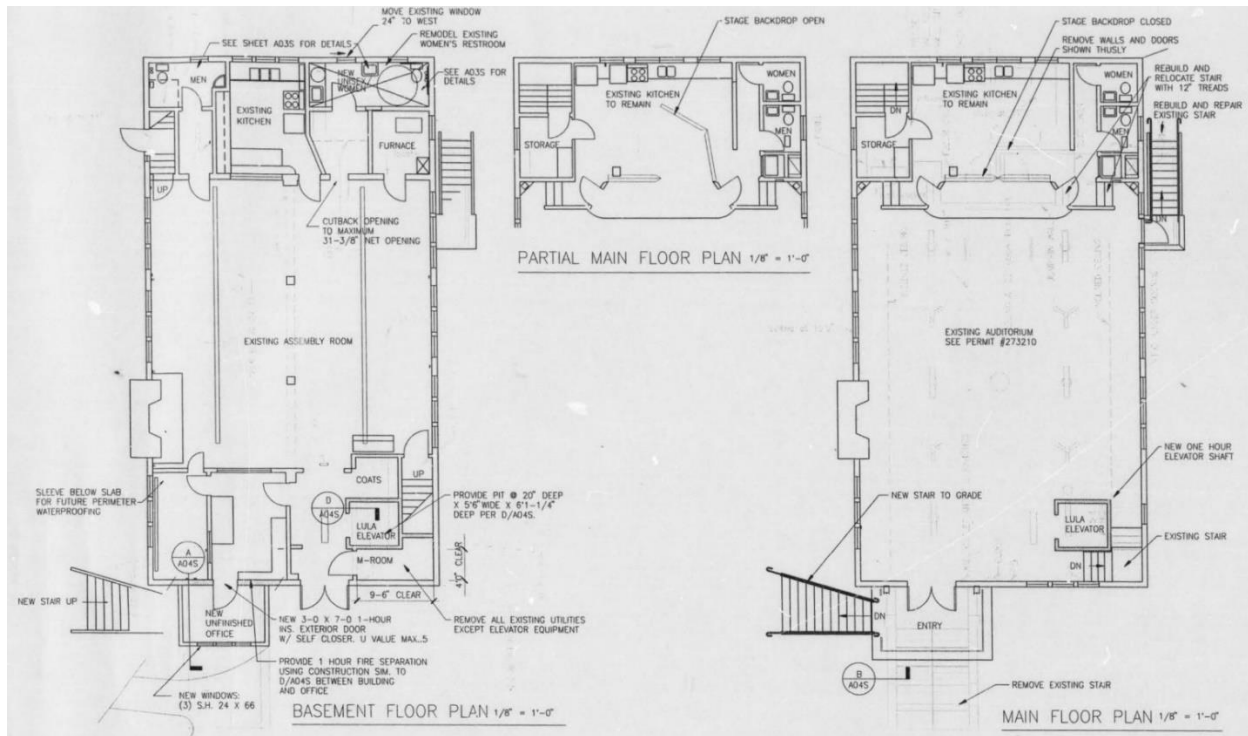 MOVE EXISTING WINDOW
24" TO WEST
REMODEL EXISTING
WOMEN'S RESTROOM
SEE SHEET A03S FOR DETAILS
SEE A03S FOR
DETAILS
MEN
NEW
UNISEX/
WOMEN
EXISTING
KITCHEN
FURNACE
UP
CUTBACK OPENING
TO MAXIMUM
31-3/8" NET OPENING
EXISTING ASSEMBLY ROOM
COATS
UP
SLEEVE BELOW SLAB
FOR FUTURE PERIMETER
WATERPROOFING
D
A04S
LULA
ELEVATOR
PROVIDE PIT @ 20" DEEP
X 5'6"WIDE X 6'1-1/4"
DEEP PER D/A04S.
A
A04S
M-ROOM
4'0" CLEAR
9-6" CLEAR
NEW STAIR UP
NEW
UNFINISHED
OFFICE
NEW 3-0 X 7-0 1-HOUR
INS. EXTERIOR DOOR
W/ SELF CLOSER. U VALUE MAX..5
REMOVE ALL EXISTING UTILITIES
EXCEPT ELEVATOR EQUIPMENT
PROVIDE 1 HOUR FIRE SEPARATION
USING CONSTRUCTION SIM. TO
D/A04S BETWEEN BUILDING
AND OFFICE
NEW WINDOWS:
(3) S.H. 24 X 66
BASEMENT FLOOR PLAN 1/8" = 1'-0"
STAGE BACKDROP OPEN
EXISTING KITCHEN
TO REMAIN
WOMEN
MEN
STORAGE
PARTIAL MAIN FLOOR PLAN 1/8" = 1'-0"
STAGE BACKDROP CLOSED
REMOVE WALLS AND DOORS
SHOWN THUSLY
REBUILD AND
RELOCATE STAIR
WITH 12" TREADS
REBUILD AND REPAIR
EXISTING STAIR
DN
EXISTING KITCHEN
TO REMAIN
WOMEN
MEN
STORAGE
DN
EXISTING AUDITORIUM
SEE PERMIT #273210
NEW ONE HOUR
ELEVATOR SHAFT
NEW STAIR TO GRADE
LULA
ELEVATOR
EXISTING STAIR
DN
DN
ENTRY
B
A04S
REMOVE EXISTING STAIR
MAIN FLOOR PLAN 1/8" = 1'-0"